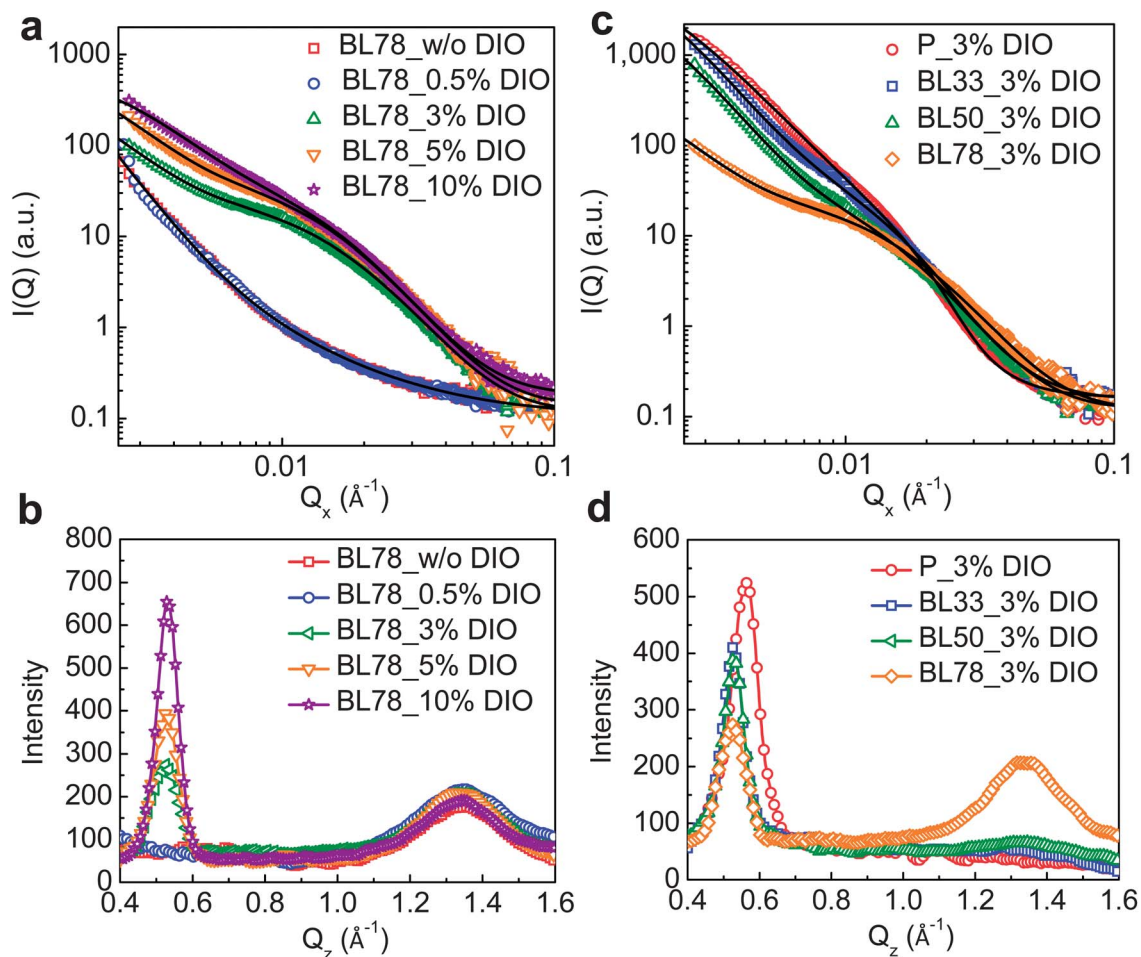 a
1000
100
10
1
0.1
I(Q) (a.u.)
BL78_w/o DIO
BL78_0.5% DIO
BL78_3% DIO
BL78_5% DIO
BL78_10% DIO
0.01
0.1
Qx (Å-1)
c
1,000
100
10
1
0.1
I(Q) (a.u.)
P_3% DIO
BL33_3% DIO
BL50_3% DIO
BL78_3% DIO
0.01
0.1
Qx (Å-1)
b
800
700
600
500
400
300
200
100
0
Intensity
BL78_w/o DIO
BL78_0.5% DIO
BL78_3% DIO
BL78_5% DIO
BL78_10% DIO
0.4 0.6 0.8 1.0 1.2 1.4 1.6
Qz (Å-1)
d
600
500
400
300
200
100
50
0
Intensity
P_3% DIO
BL33_3% DIO
BL50_3% DIO
BL78_3% DIO
0.4 0.6 0.8 1.0 1.2 1.4 1.6
Qz (Å-1)